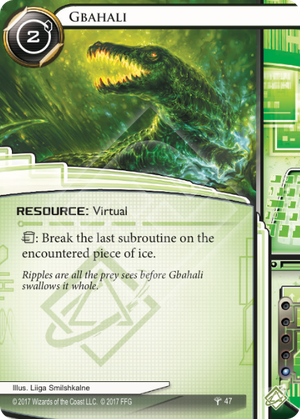 Gbahali
2
RESOURCE: Virtual
: Break the last subroutine on the
encountered piece of ice.
Ripples are all the prey sees before Gbahali
swallows it whole.
Illus. Liiga Smilshkalne
© 2017 Wizards of the Coast LLC. © 2017 FFG
47